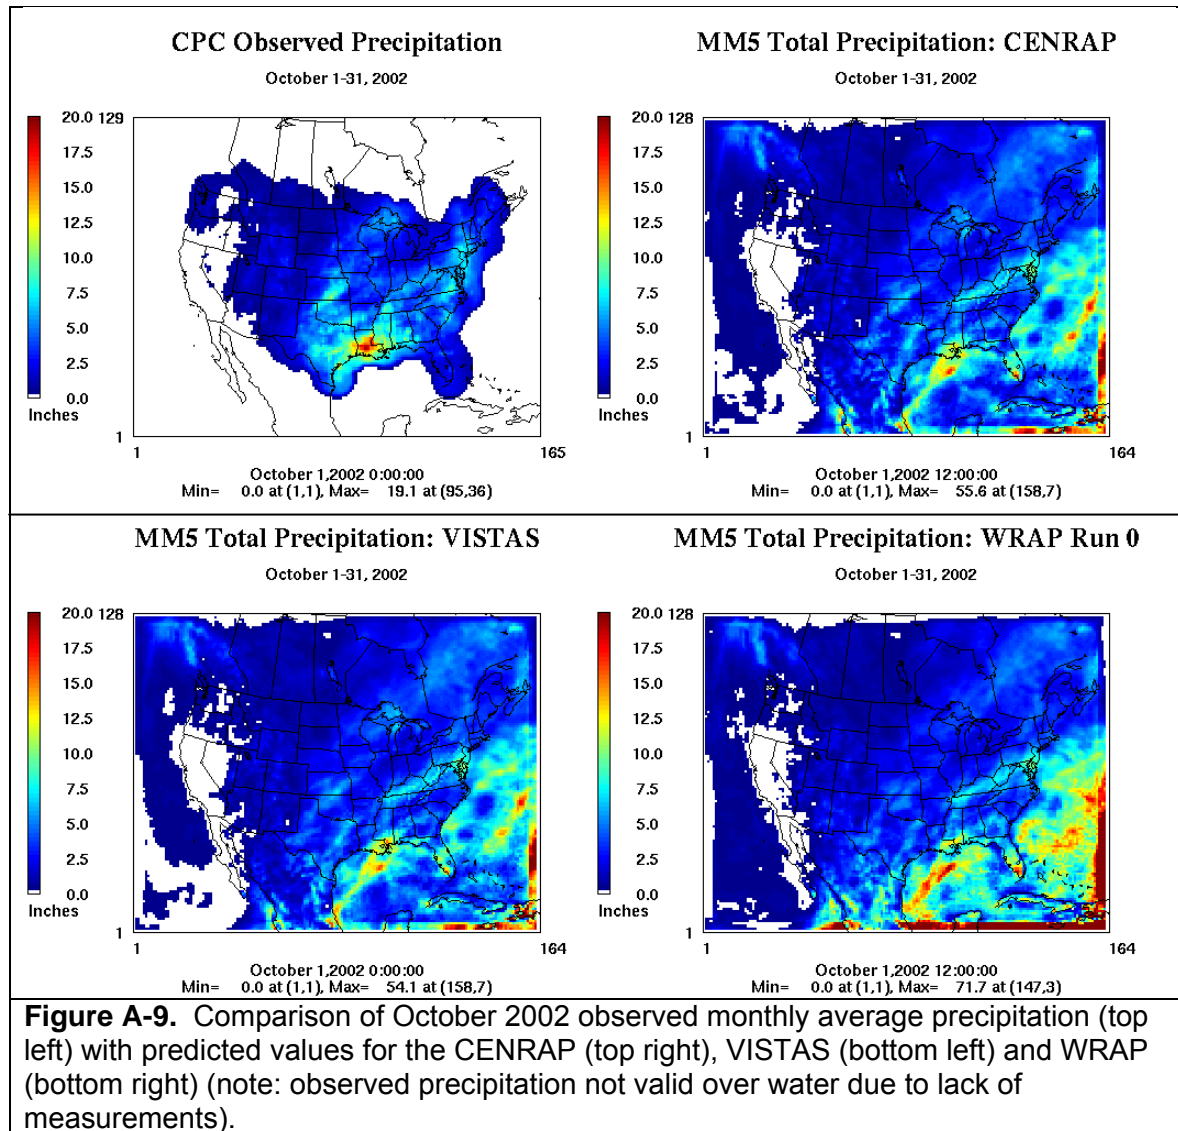 CPC Observed Precipitation
October 1-31, 2002
20.0
17.5
15.0
12.5
10.0
7.5
5.0
2.5
0.0
Inches
129
1
1
165
October 1,2002 0:00:00
Min= 0.0 at (1,1), Max= 19.1 at (95,36)
MM5 Total Precipitation: CENRAP
October 1-31, 2002
20.0
17.5
15.0
12.5
10.0
7.5
5.0
2.5
0.0
Inches
128
1
1
164
October 1,2002 12:00:00
Min= 0.0 at (1,1), Max= 55.6 at (158,7)
MM5 Total Precipitation: VISTAS
October 1-31, 2002
20.0
17.5
15.0
12.5
10.0
7.5
5.0
2.5
0.0
Inches
128
1
1
164
October 1,2002 0:00:00
Min= 0.0 at (1,1), Max= 54.1 at (158,7)
MM5 Total Precipitation: WRAP Run 0
October 1-31, 2002
20.0
17.5
15.0
12.5
10.0
7.5
5.0
2.5
0.0
Inches
128
1
1
164
October 1,2002 12:00:00
Min= 0.0 at (1,1), Max= 71.7 at (147,3)
Figure A-9. Comparison of October 2002 observed monthly average precipitation (top
left) with predicted values for the CENRAP (top right), VISTAS (bottom left) and WRAP
(bottom right) (note: observed precipitation not valid over water due to lack of
measurements).